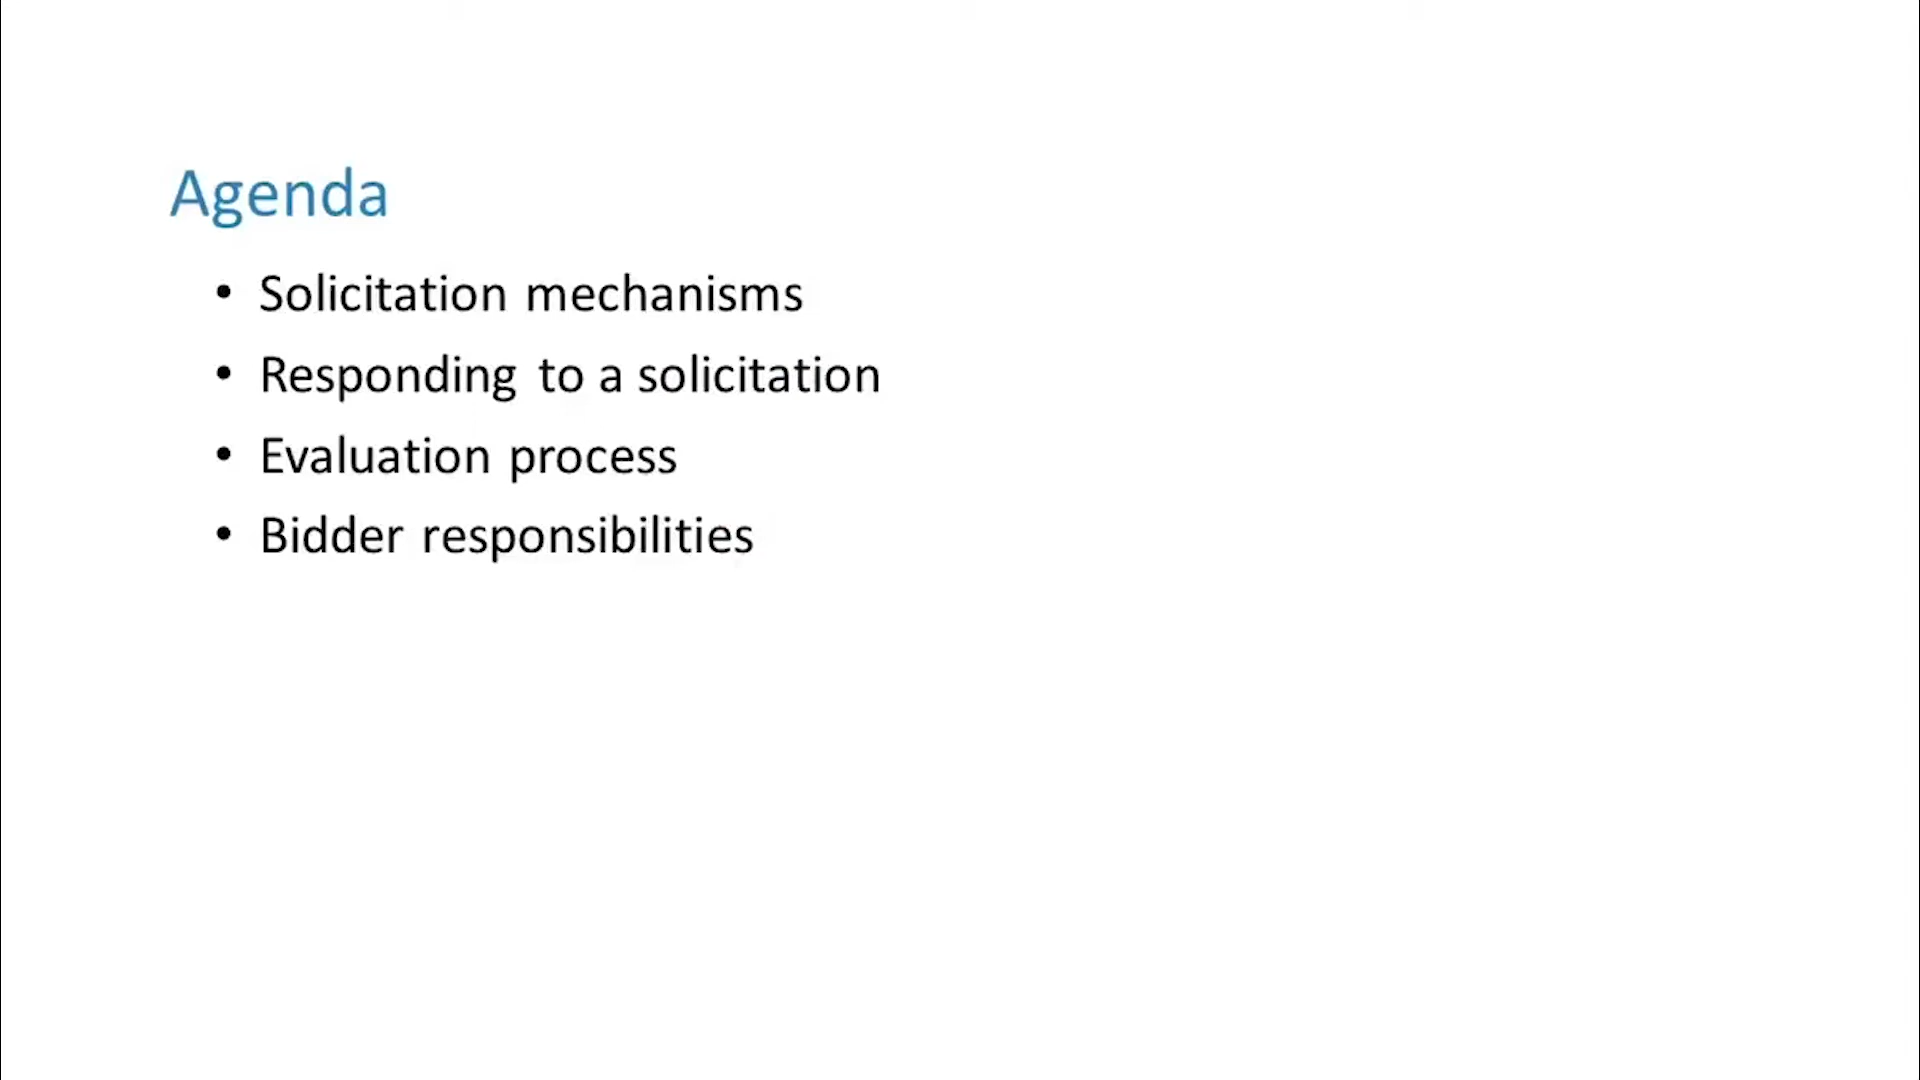 Agenda
• Solicitation mechanisms
• Responding to a solicitation
• Evaluation process
• Bidder responsibilities